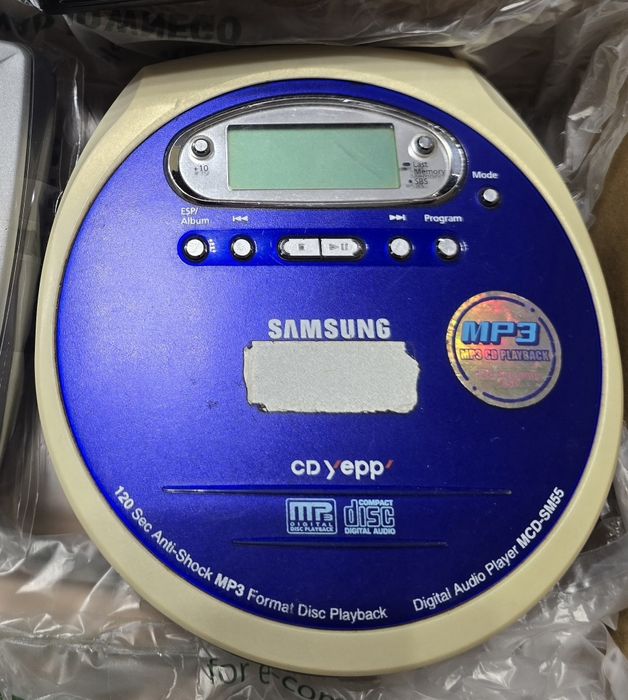 +10
Last
Memory
SBS
Mode
ESP/
Album
Program
SAMSUNG
MP3
MP3 CD PLAYBACK
CD yepp'
MP3
DIGITAL
DISC PLAYBACK
COMPACT
disc
DIGITAL AUDIO
120 Sec Anti-Shock MP3 Format Disc Playback
Digital Audio Player MCD-SM55
for e-com